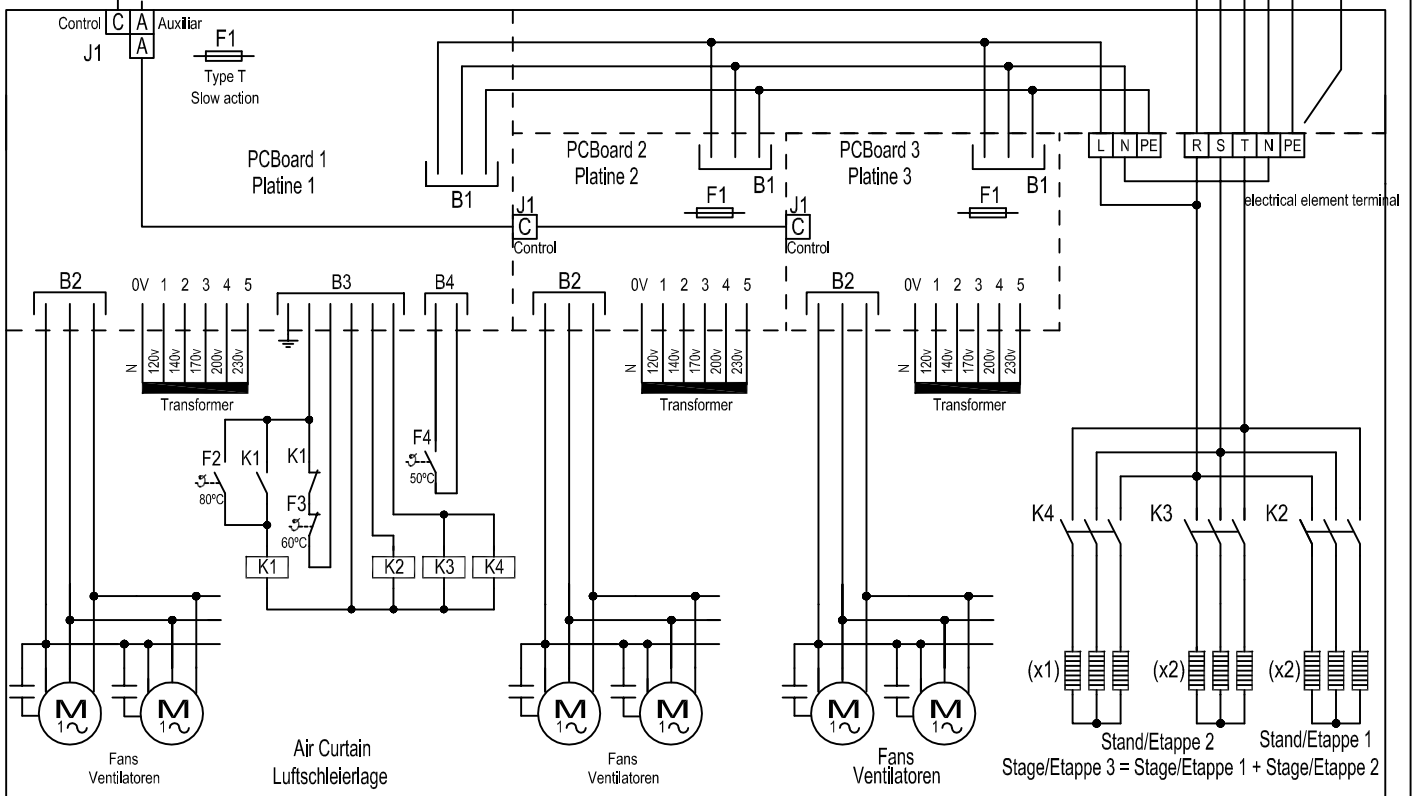 Control C A Auxiliar
J1 A
F1
Type T
Slow action
PCBoard 1
Platine 1
B1
PCBoard 2
Platine 2
B1
F1
J1
C
Control
PCBoard 3
Platine 3
B1
F1
J1
C
Control
L N PE
R S T N PE
electrical element terminal
B2
0V 1 2 3 4 5
B3
B4
B2
0V 1 2 3 4 5
B2
0V 1 2 3 4 5
N 120v 140v 170v 200v 230v
Transformer
N 120v 140v 170v 200v 230v
Transformer
N 120v 140v 170v 200v 230v
Transformer
F2
80ºC
K1
K1
F3
60ºC
F4
50ºC
K1
K2
K3
K4
K4
K3
K2
(x1)
(x2)
(x2)
M
1~
M
1~
M
1~
M
1~
M
1~
M
1~
Fans
Ventilatoren
Air Curtain
Luftschleierlage
Fans
Ventilatoren
Fans
Ventilatoren
Stand/Etappe 2
Stand/Etappe 1
Stage/Etappe 3 = Stage/Etappe 1 + Stage/Etappe 2